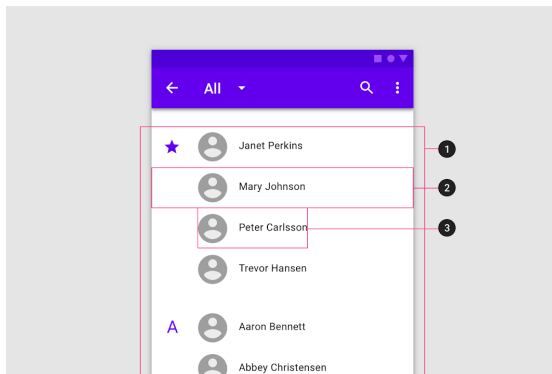 All
Janet Perkins
1
Mary Johnson
2
Peter Carlsson
3
Trevor Hansen
A
Aaron Bennett
Abbey Christensen